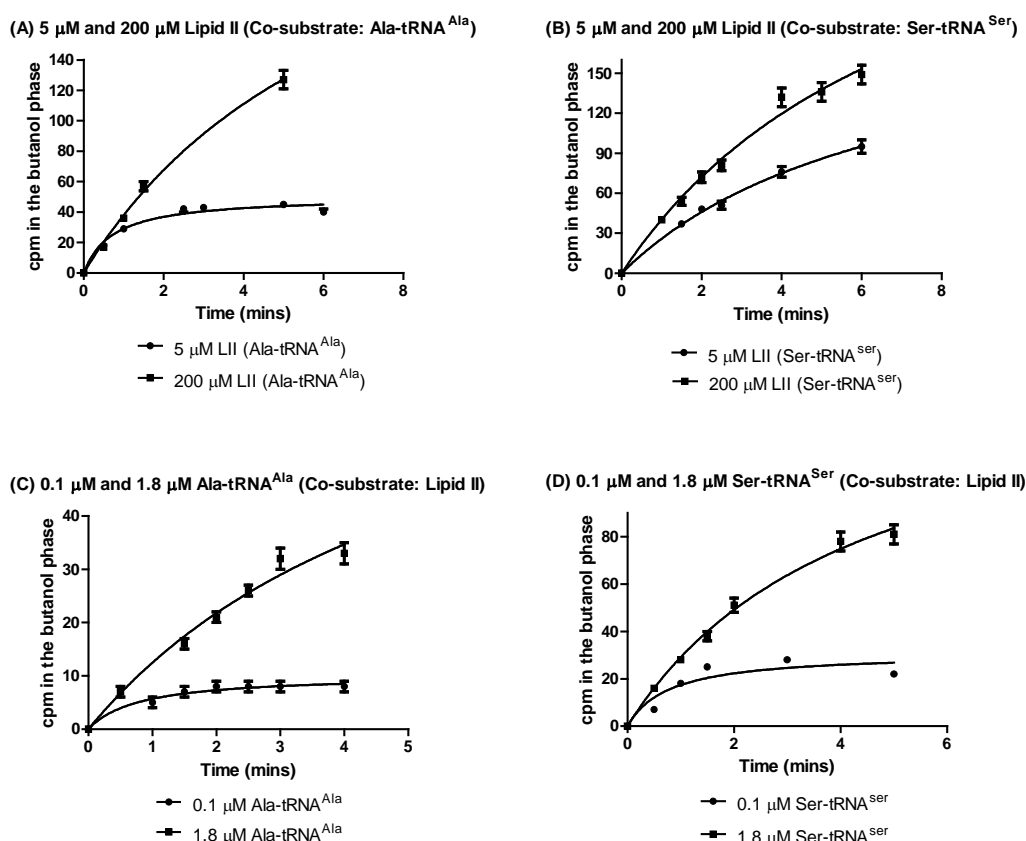 (A) 5 μM and 200 μM Lipid II (Co-substrate: Ala-tRNA^Ala)
cpm in the butanol phase
140
120
100
80
60
40
20
0
0 2 4 6 8
Time (mins)
5 μM LII (Ala-tRNA^Ala)
200 μM LII (Ala-tRNA^Ala)
(B) 5 μM and 200 μM Lipid II (Co-substrate: Ser-tRNA^Ser)
cpm in the butanol phase
150
120
90
60
30
0
0 2 4 6 8
Time (mins)
5 μM LII (Ser-tRNA^ser)
200 μM LII (Ser-tRNA^ser)
(C) 0.1 μM and 1.8 μM Ala-tRNA^Ala (Co-substrate: Lipid II)
cpm in the butanol phase
40
30
20
10
0
0 1 2 3 4 5
Time (mins)
0.1 μM Ala-tRNA^Ala
1.8 μM Ala-tRNA^Ala
(D) 0.1 μM and 1.8 μM Ser-tRNA^Ser (Co-substrate: Lipid II)
cpm in the butanol phase
80
60
40
20
0
0 2 4 6
Time (mins)
0.1 μM Ser-tRNA^ser
1.8 μM Ser-tRNA^ser